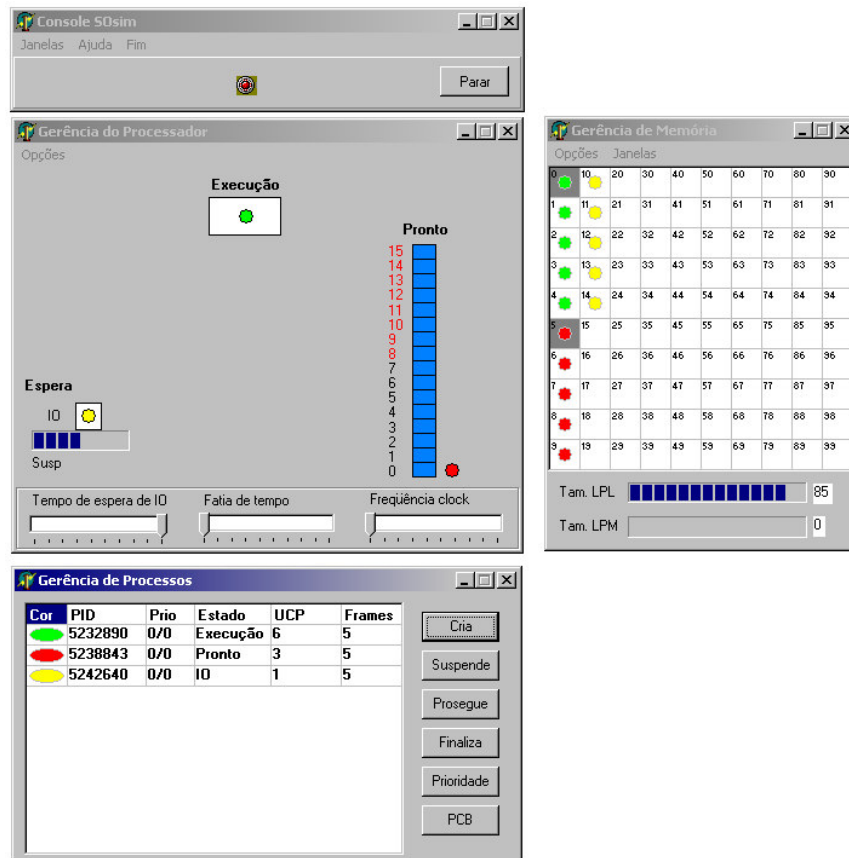 Console SOsim
Janelas Ajuda Fim
Parar
Gerência do Processador
Opções
Execução
Pronto
15
14
13
12
11
10
9
8
7
6
5
4
3
2
1
0
Espera
IO
Susp
Tempo de espera de IO Fatia de tempo Freqüência clock
Gerência de Memória
Opções Janelas
0 10 20 30 40 50 60 70 80 90
1 11 21 31 41 51 61 71 81 91
2 12 22 32 42 52 62 72 82 92
3 13 23 33 43 53 63 73 83 93
4 14 24 34 44 54 64 74 84 94
5 15 25 35 45 55 65 75 85 95
6 16 26 36 46 56 66 76 86 96
7 17 27 37 47 57 67 77 87 97
8 18 28 38 48 58 68 78 88 98
9 19 29 39 49 59 69 79 89 99
Tam. LPL 85
Tam. LPM 0
Gerência de Processos
Cor PID Prio Estado UCP Frames
5232890 0/0 Execução 6 5
5238843 0/0 Pronto 3 5
5242640 0/0 IO 1 5
Cria
Suspende
Prosegue
Finaliza
Prioridade
PCB